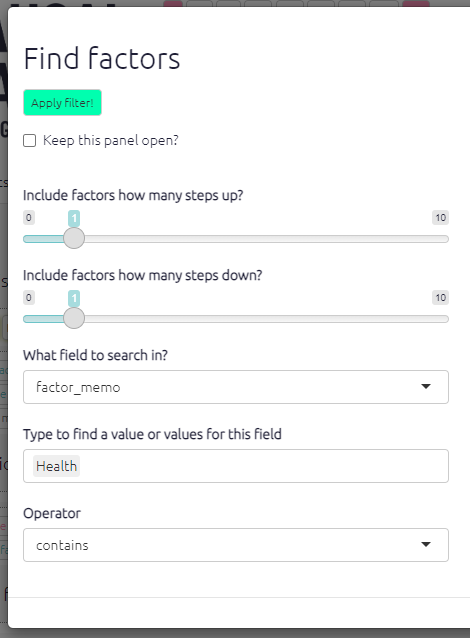 Find factors
Apply filter!
Keep this panel open?
Include factors how many steps up?
0 1 10
Include factors how many steps down?
0 1 10
What field to search in?
factor_memo
Type to find a value or values for this field
Health
Operator
contains